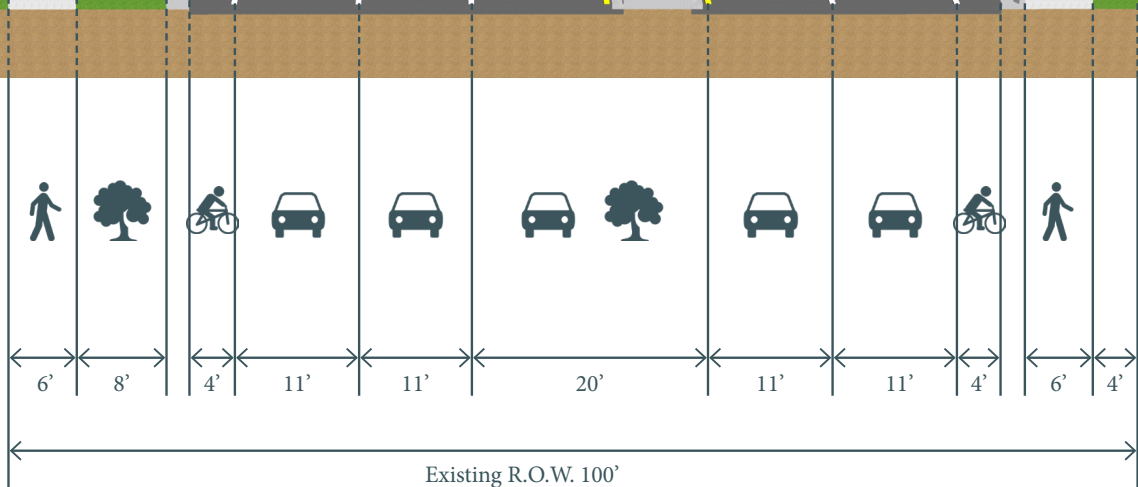 6’ 8’ 4’ 11’ 11’ 20’ 11’ 11’ 4’ 6’ 4’
Existing R.O.W. 100’